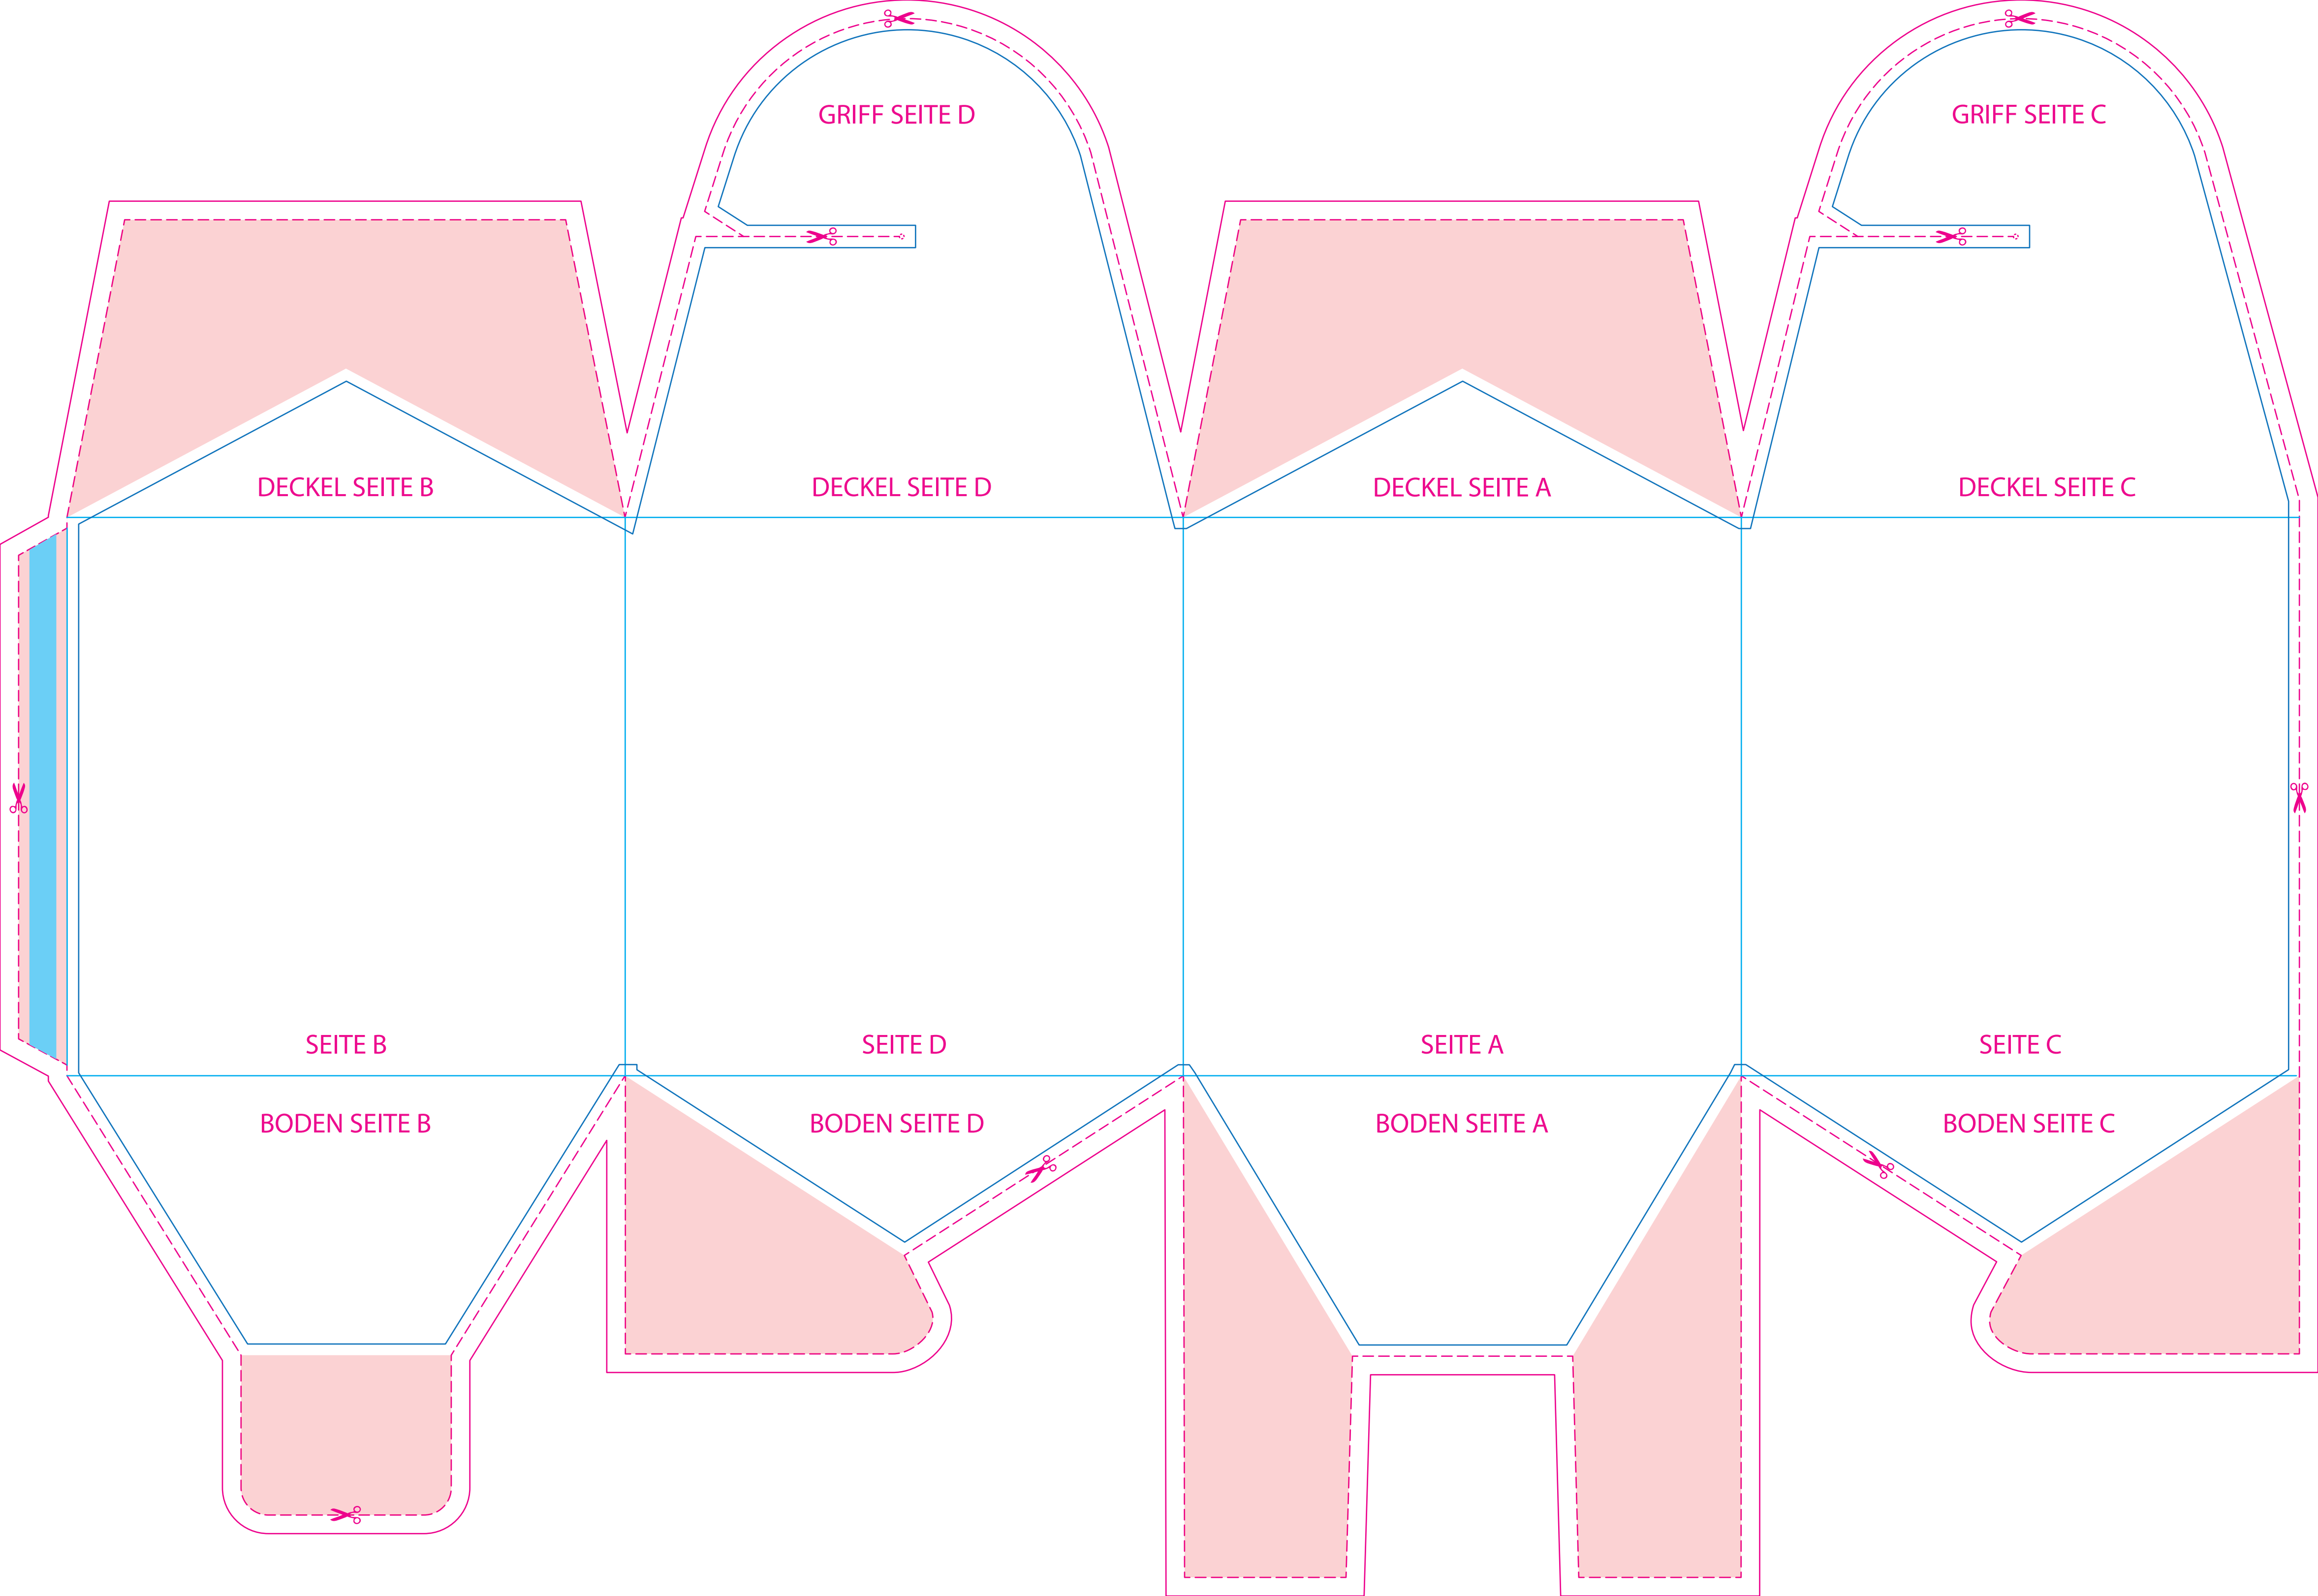 GRIFF SEITE D
GRIFF SEITE C
DECKEL SEITE B
DECKEL SEITE D
DECKEL SEITE A
DECKEL SEITE C
SEITE B
SEITE D
SEITE A
SEITE C
BODEN SEITE B
BODEN SEITE D
BODEN SEITE A
BODEN SEITE C